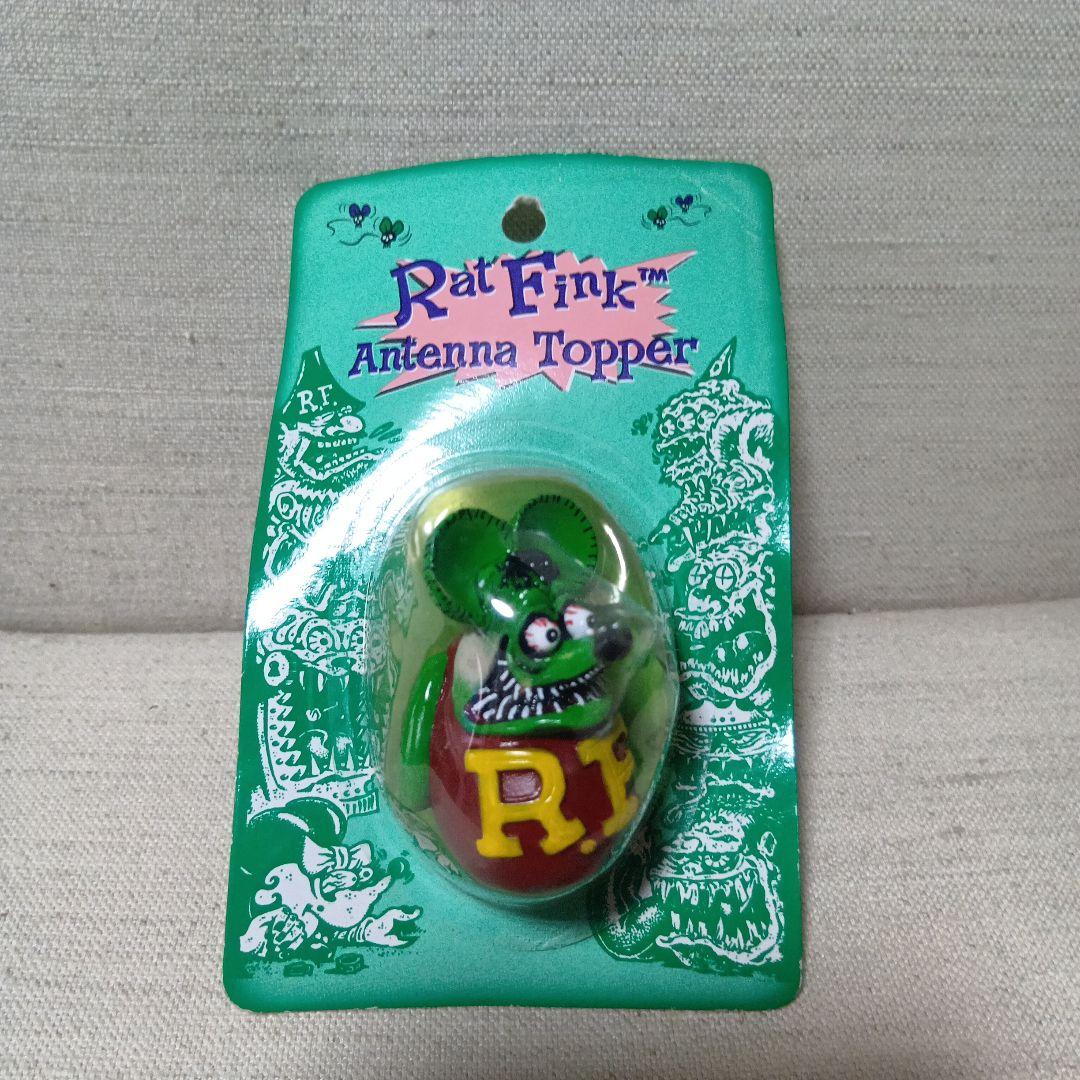 Rat Fink™
Antenna Topper
R.F.
R.F